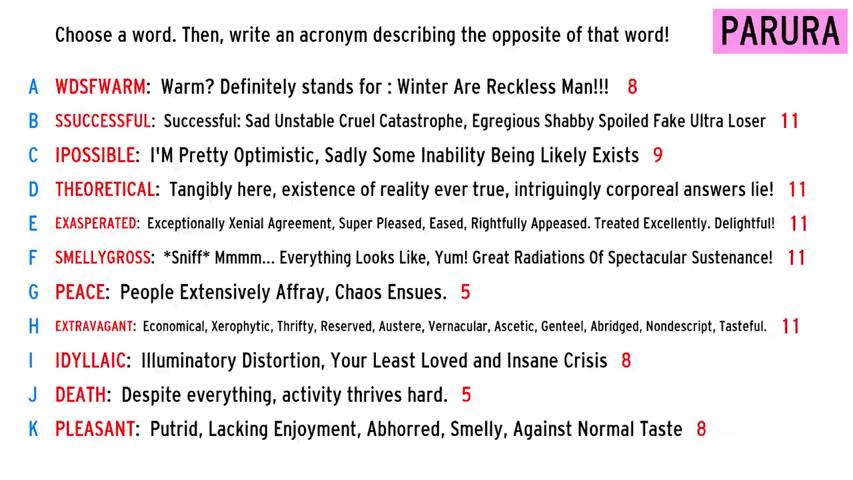 Choose a word. Then, write an acronym describing the opposite of that word!
PARURA
A WDSFWARM: Warm? Definitely stands for : Winter Are Reckless Man!!! 8
B SSUCCESSFUL: Successful: Sad Unstable Cruel Catastrophe, Egregious Shabby Spoiled Fake Ultra Loser 11
C IPOSSIBLE: I'M Pretty Optimistic, Sadly Some Inability Being Likely Exists 9
D THEORETICAL: Tangibly here, existence of reality ever true, intriguingly corporeal answers lie! 11
E EXASPERATED: Exceptionally Xenial Agreement, Super Pleased, Eased, Rightfully Appeased. Treated Excellently. Delightful! 11
F SMELLYGROSS: *Sniff* Mmmm... Everything Looks Like, Yum! Great Radiations Of Spectacular Sustenance! 11
G PEACE: People Extensively Affray, Chaos Ensues. 5
H EXTRAVAGANT: Economical, Xerophytic, Thrifty, Reserved, Austere, Vernacular, Ascetic, Genteel, Abridged, Nondescript, Tasteful. 11
I IDYLLAIC: Illuminatory Distortion, Your Least Loved and Insane Crisis 8
J DEATH: Despite everything, activity thrives hard. 5
K PLEASANT: Putrid, Lacking Enjoyment, Abhorred, Smelly, Against Normal Taste 8